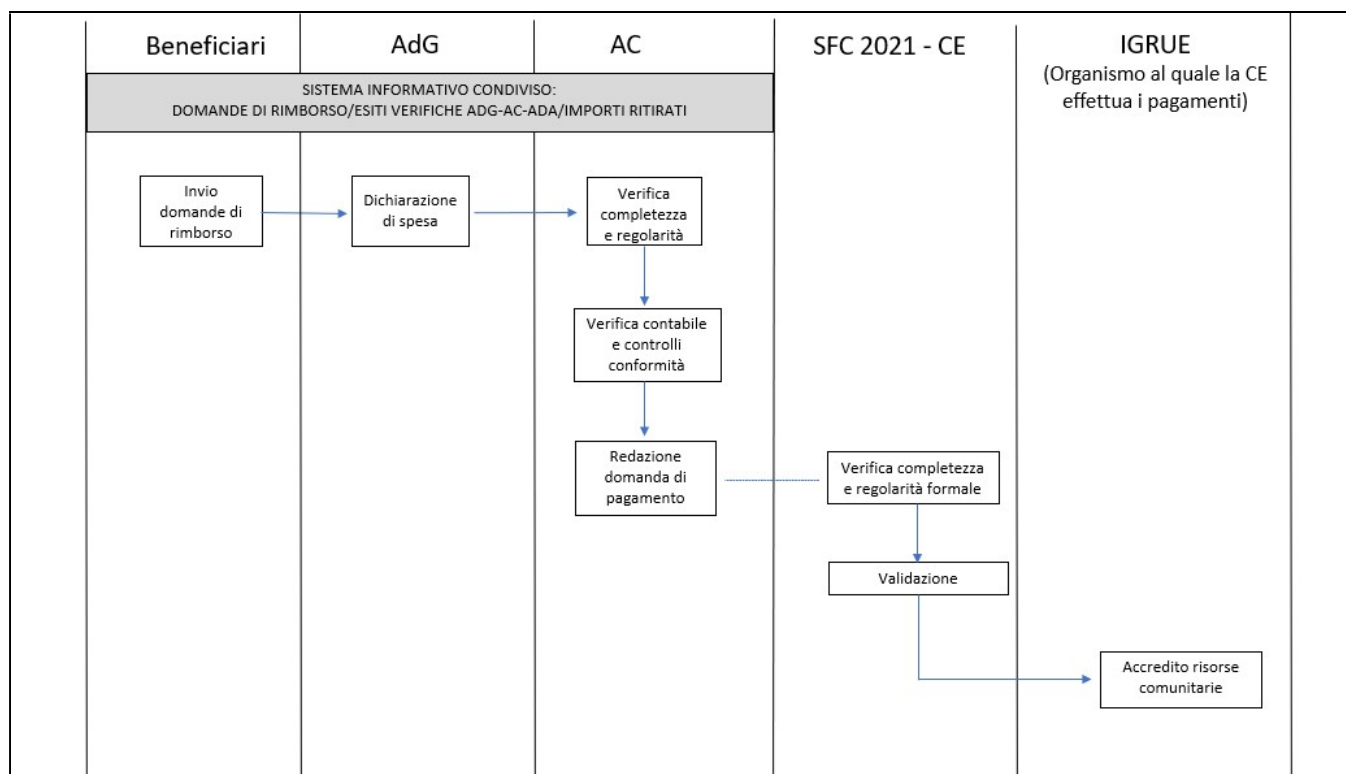 Beneficiari
AdG
AC
SFC 2021 - CE
IGRUE
(Organismo al quale la CE
effettua i pagamenti)
SISTEMA INFORMATIVO CONDIVISO:
DOMANDE DI RIMBORSO/ESITI VERIFICHE ADG-AC-ADA/IMPORTI RITIRATI
Invio
domande di
rimborso
Dichiarazione
di spesa
Verifica
completezza
e regolarità
Verifica contabile
e controlli
conformità
Redazione
domanda di
pagamento
Verifica completezza
e regolarità formale
Validazione
Accredito risorse
comunitarie